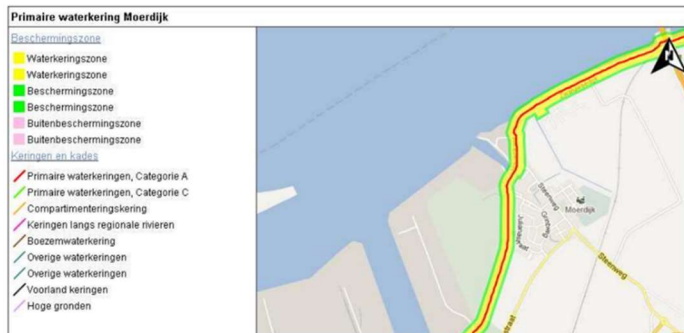 Primaire waterkering Moerdijk
Beschermingszone
Waterkeringszone
Waterkeringszone
Beschermingszone
Beschermingszone
Buitenbeschermingszone
Buitenbeschermingszone
Keringen en kades
Primaire waterkeringen, Categorie A
Primaire waterkeringen, Categorie C
Compartimenteringskering
Keringen langs regionale rivieren
Boezemwaterkering
Overige waterkeringen
Overige waterkeringen
Voorland keringen
Hoge gronden
Steenweg
Moerdijk
Steenweg